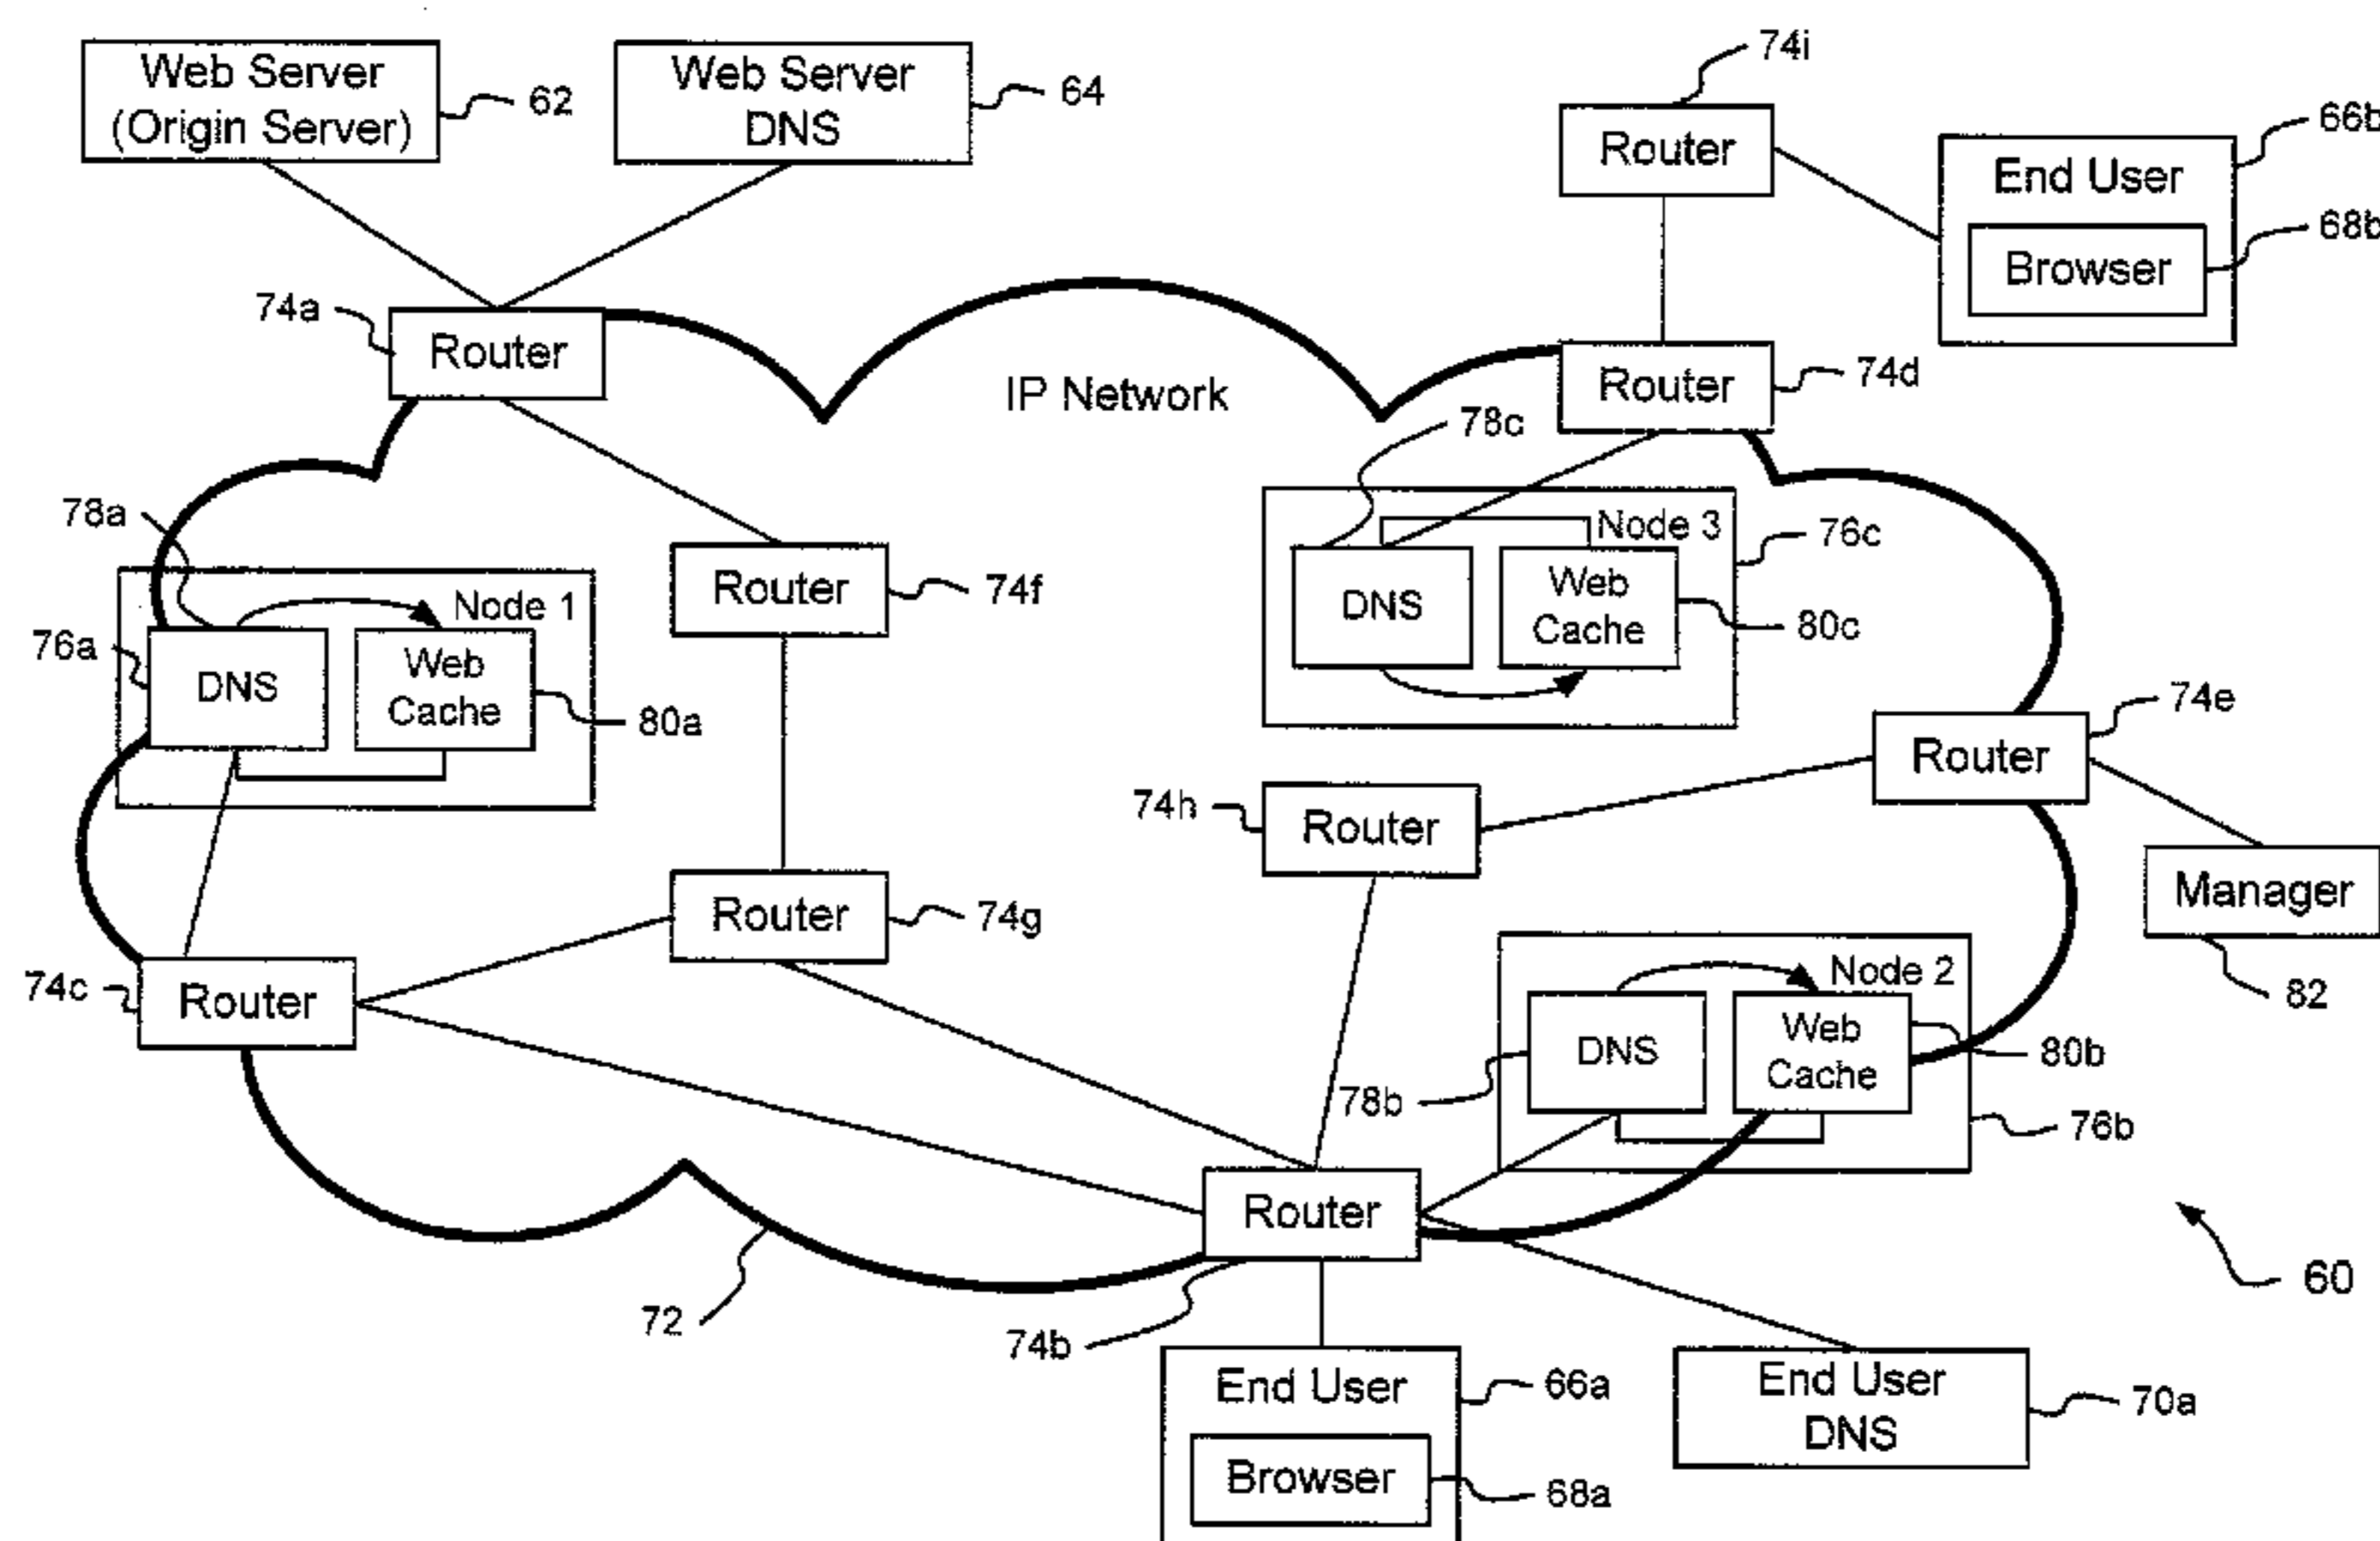 Web Server
(Origin Server)
62
Web Server
DNS
64
74i
Router
66b
End User
68b
Browser
74a
Router
IP Network
Router
74d
78c
78a
Node 3
76c
Router
74f
DNS
Web
Cache
80c
Node 1
76a
DNS
Web
Cache
80a
74e
Router
74h
Router
Manager
82
Router
74g
74c
Router
Node 2
DNS
Web
Cache
80b
78b
76b
Router
60
72
74b
End User
66a
Browser
68a
End User
DNS
70a